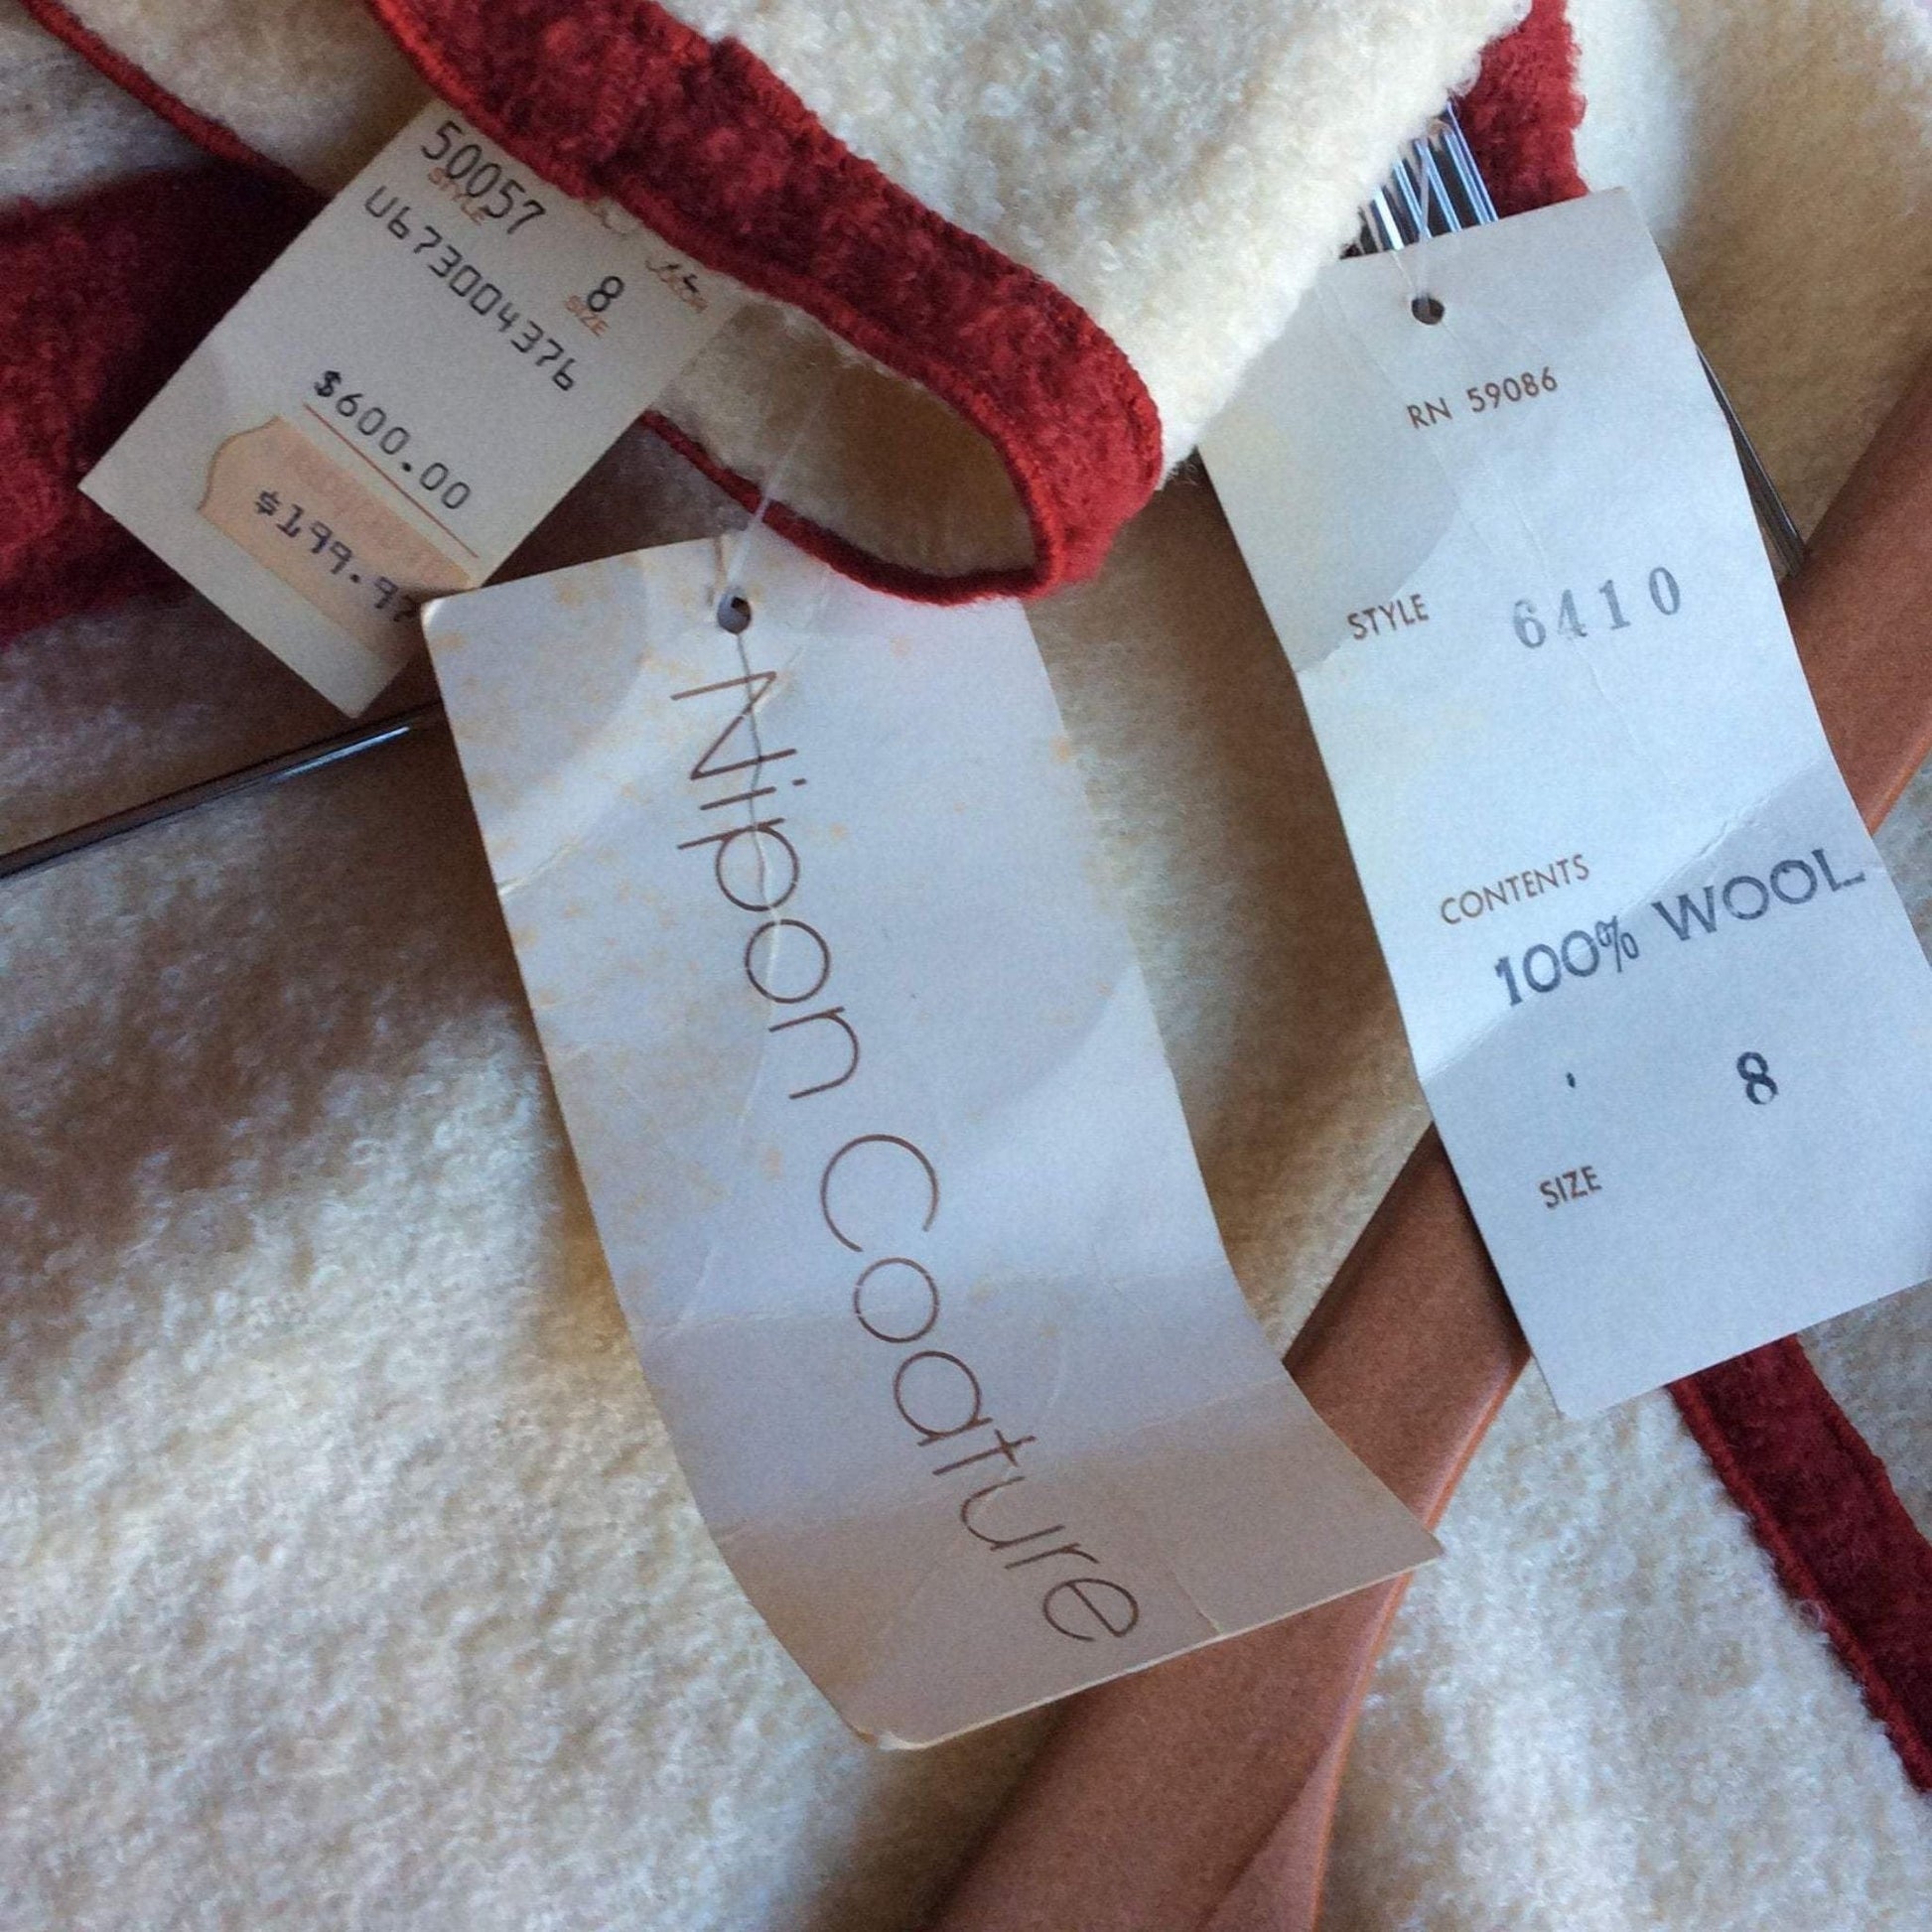 50057
STYLE
U673004376
8
SIZE
$600.00
$199.97
Nipon Coature
RN 59086
STYLE 6410
CONTENTS
100% WOOL
8
SIZE